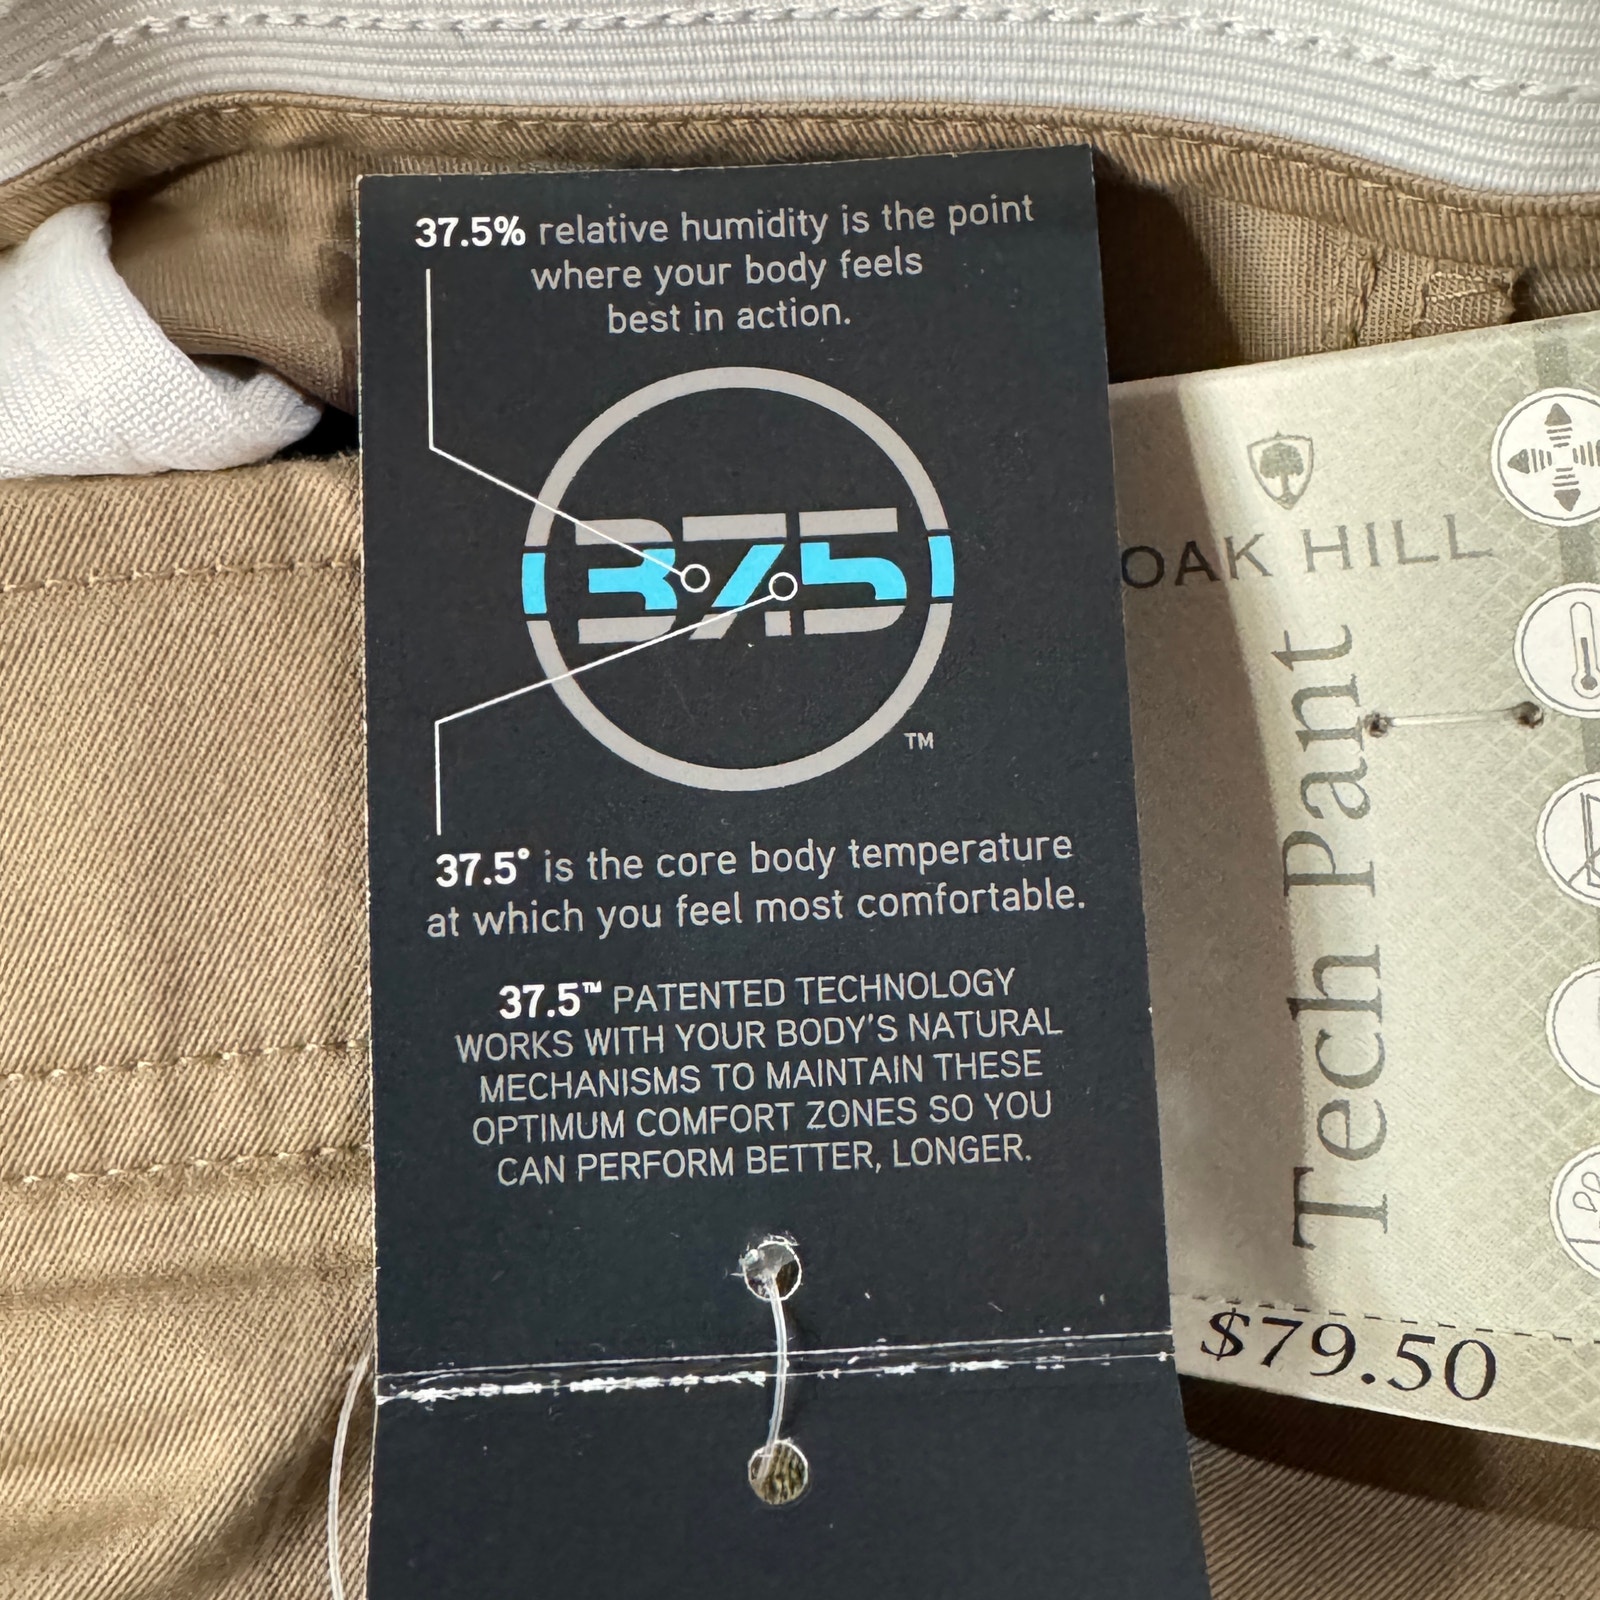 37.5% relative humidity is the point
where your body feels
best in action.
37.5
TM
37.5° is the core body temperature
at which you feel most comfortable.
37.5™ PATENTED TECHNOLOGY
WORKS WITH YOUR BODY'S NATURAL
MECHANISMS TO MAINTAIN THESE
OPTIMUM COMFORT ZONES SO YOU
CAN PERFORM BETTER, LONGER.
OAK HILL
Tech Pant
$79.50